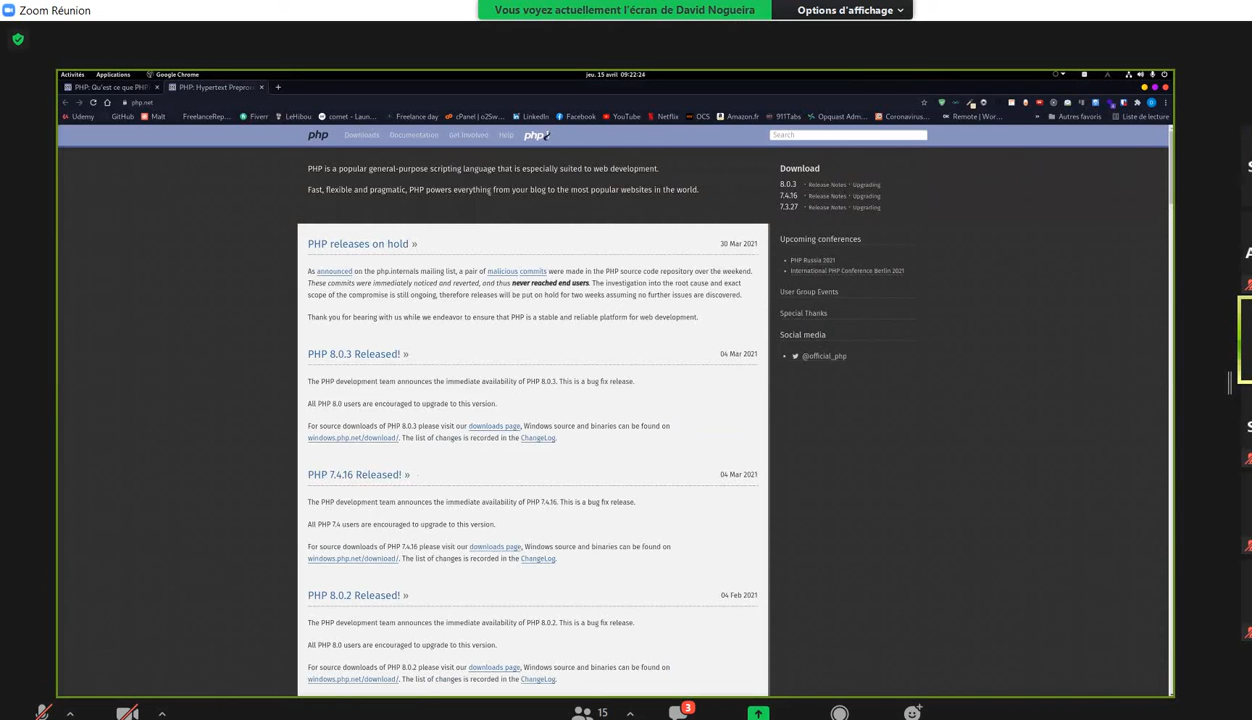 Zoom Réunion
Vous voyez actuellement l'écran de David Nogueira
Options d'affichage
Activités Applications Google Chrome
jeu. 15 avril 09:22:24
PHP: Qu'est ce que PHP
PHP: Hypertext Prepro
php.net
Udemy GitHub Malt FreelanceRep... Fiverr LeHibou comet - Laun... Freelance day cPanel | o2Sw... LinkedIn Facebook YouTube Netflix OCS Amazon.fr 911Tabs Opquast Adm... Coronavirus... Remote | Wor... Autres favoris Liste de lecture
php Downloads Documentation Get Involved Help php
Search
PHP is a popular general-purpose scripting language that is especially suited to web development.
Fast, flexible and pragmatic, PHP powers everything from your blog to the most popular websites in the world.
PHP releases on hold »
30 Mar 2021
As announced on the php.internals mailing list, a pair of malicious commits were made in the PHP source code repository over the weekend.
These commits were immediately noticed and reverted, and thus never reached end users. The investigation into the root cause and exact
scope of the compromise is still ongoing, therefore releases will be put on hold for two weeks assuming no further issues are discovered.
Thank you for bearing with us while we endeavor to ensure that PHP is a stable and reliable platform for web development.
PHP 8.0.3 Released! »
04 Mar 2021
The PHP development team announces the immediate availability of PHP 8.0.3. This is a bug fix release.
All PHP 8.0 users are encouraged to upgrade to this version.
For source downloads of PHP 8.0.3 please visit our downloads page, Windows source and binaries can be found on
windows.php.net/download/. The list of changes is recorded in the ChangeLog.
PHP 7.4.16 Released! »
04 Mar 2021
The PHP development team announces the immediate availability of PHP 7.4.16. This is a bug fix release.
All PHP 7.4 users are encouraged to upgrade to this version.
For source downloads of PHP 7.4.16 please visit our downloads page, Windows source and binaries can be found on
windows.php.net/download/. The list of changes is recorded in the ChangeLog.
PHP 8.0.2 Released! »
04 Feb 2021
The PHP development team announces the immediate availability of PHP 8.0.2. This is a bug fix release.
All PHP 8.0 users are encouraged to upgrade to this version.
For source downloads of PHP 8.0.2 please visit our downloads page, Windows source and binaries can be found on
windows.php.net/download/. The list of changes is recorded in the ChangeLog.
Download
8.0.3 · Release Notes · Upgrading
7.4.16 · Release Notes · Upgrading
7.3.27 · Release Notes · Upgrading
Upcoming conferences
PHP Russia 2021
International PHP Conference Berlin 2021
User Group Events
Special Thanks
Social media
@official_php
15
3